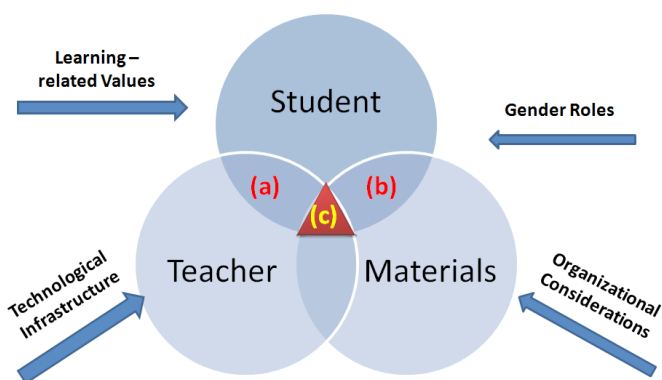 Learning –
related Values
Student
Gender Roles
(a)
(b)
(c)
Teacher
Materials
Technological
Infrastructure
Organizational
Considerations